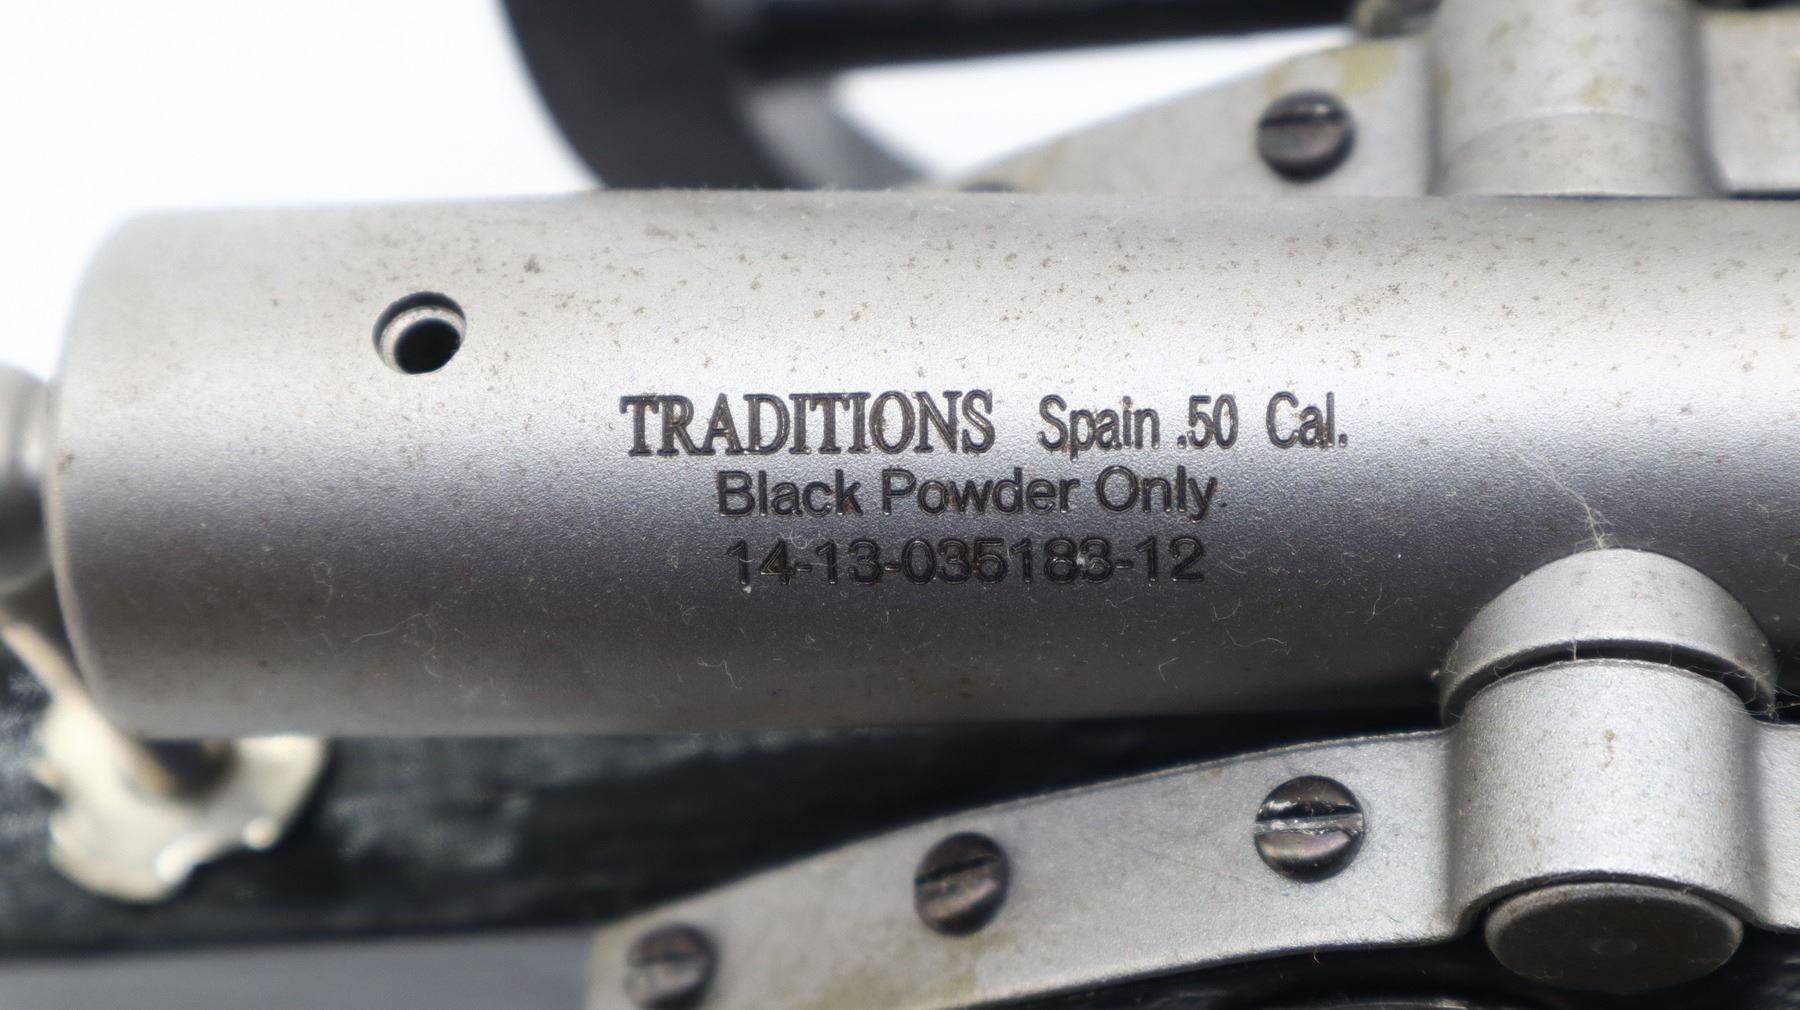 TRADITIONS Spain .50 Cal.
Black Powder Only
14-13-035183-12